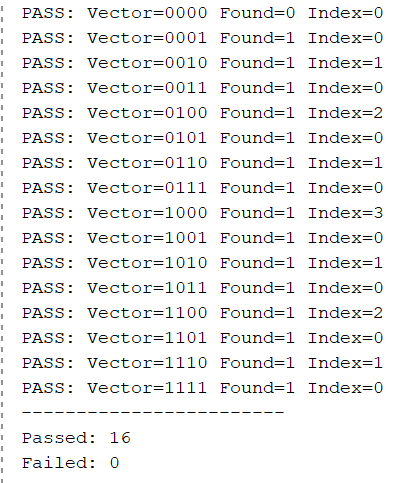 PASS: Vector=0000 Found=0 Index=0
PASS: Vector=0001 Found=1 Index=0
PASS: Vector=0010 Found=1 Index=1
PASS: Vector=0011 Found=1 Index=0
PASS: Vector=0100 Found=1 Index=2
PASS: Vector=0101 Found=1 Index=0
PASS: Vector=0110 Found=1 Index=1
PASS: Vector=0111 Found=1 Index=0
PASS: Vector=1000 Found=1 Index=3
PASS: Vector=1001 Found=1 Index=0
PASS: Vector=1010 Found=1 Index=1
PASS: Vector=1011 Found=1 Index=0
PASS: Vector=1100 Found=1 Index=2
PASS: Vector=1101 Found=1 Index=0
PASS: Vector=1110 Found=1 Index=1
PASS: Vector=1111 Found=1 Index=0
------------------------
Passed: 16
Failed: 0